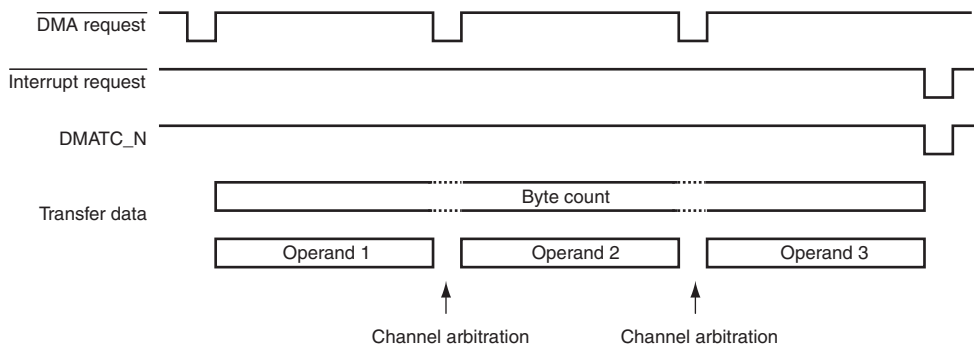 DMA request
Interrupt request
DMATC_N
Transfer data
Byte count
Operand 1
Operand 2
Operand 3
Channel arbitration
Channel arbitration